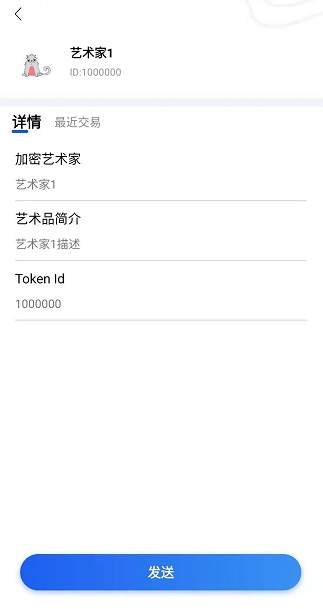 艺术家1
ID:1000000
详情 最近交易
加密艺术家
艺术家1
艺术品简介
艺术家1描述
Token Id
1000000
发送